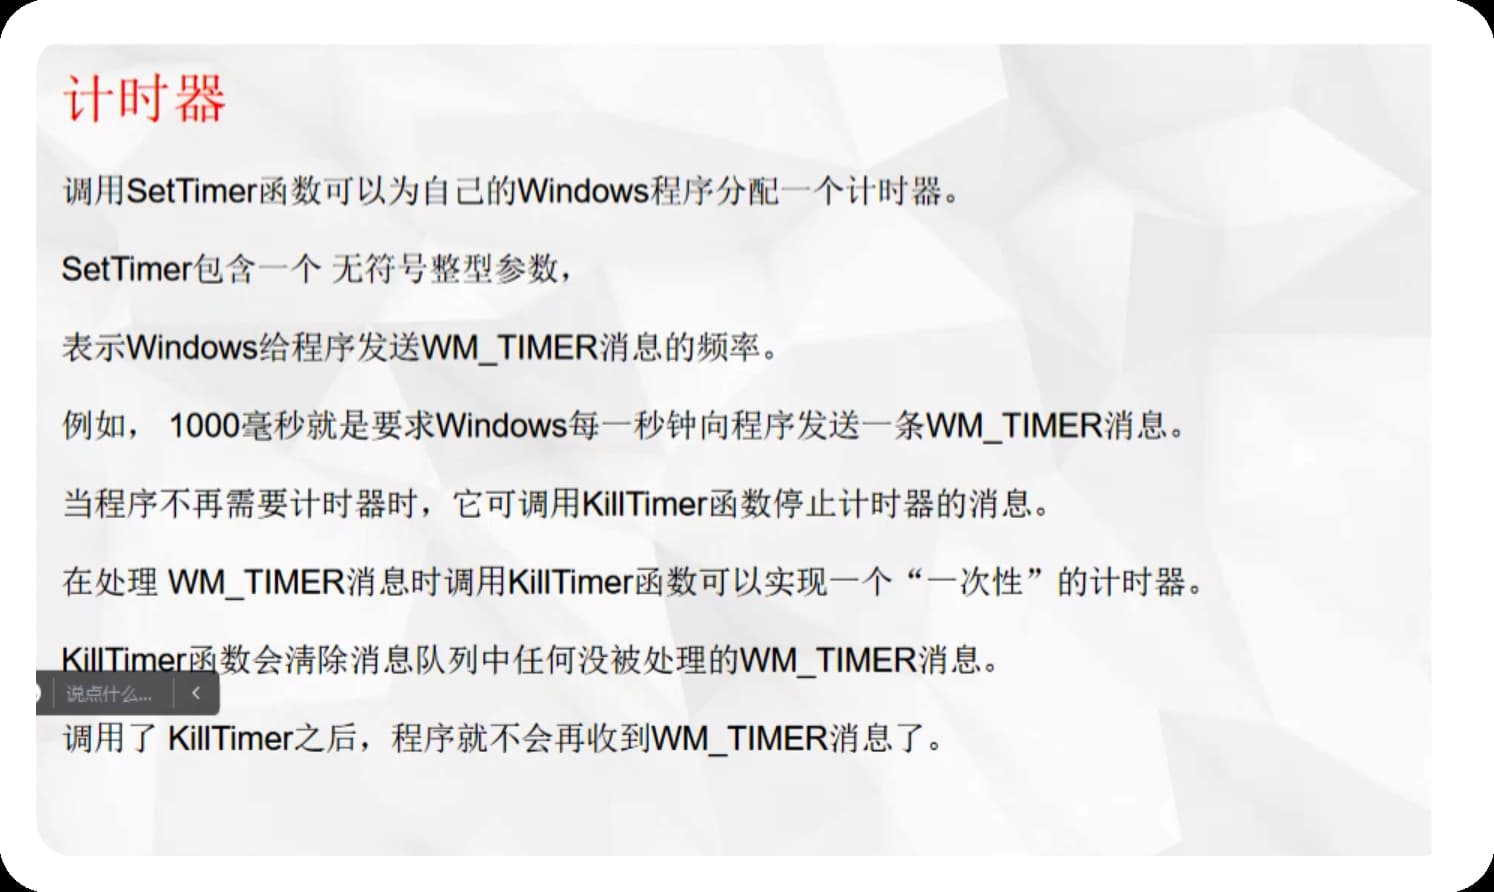 计时器
调用SetTimer函数可以为自己的Windows程序分配一个计时器。
SetTimer包含一个 无符号整型参数，
表示Windows给程序发送WM_TIMER消息的频率。
例如， 1000毫秒就是要求Windows每一秒钟向程序发送一条WM_TIMER消息。
当程序不再需要计时器时，它可调用KillTimer函数停止计时器的消息。
在处理 WM_TIMER消息时调用KillTimer函数可以实现一个“一次性”的计时器。
KillTimer函数会清除消息队列中任何没被处理的WM_TIMER消息。
说点什么...
调用了 KillTimer之后，程序就不会再收到WM_TIMER消息了。